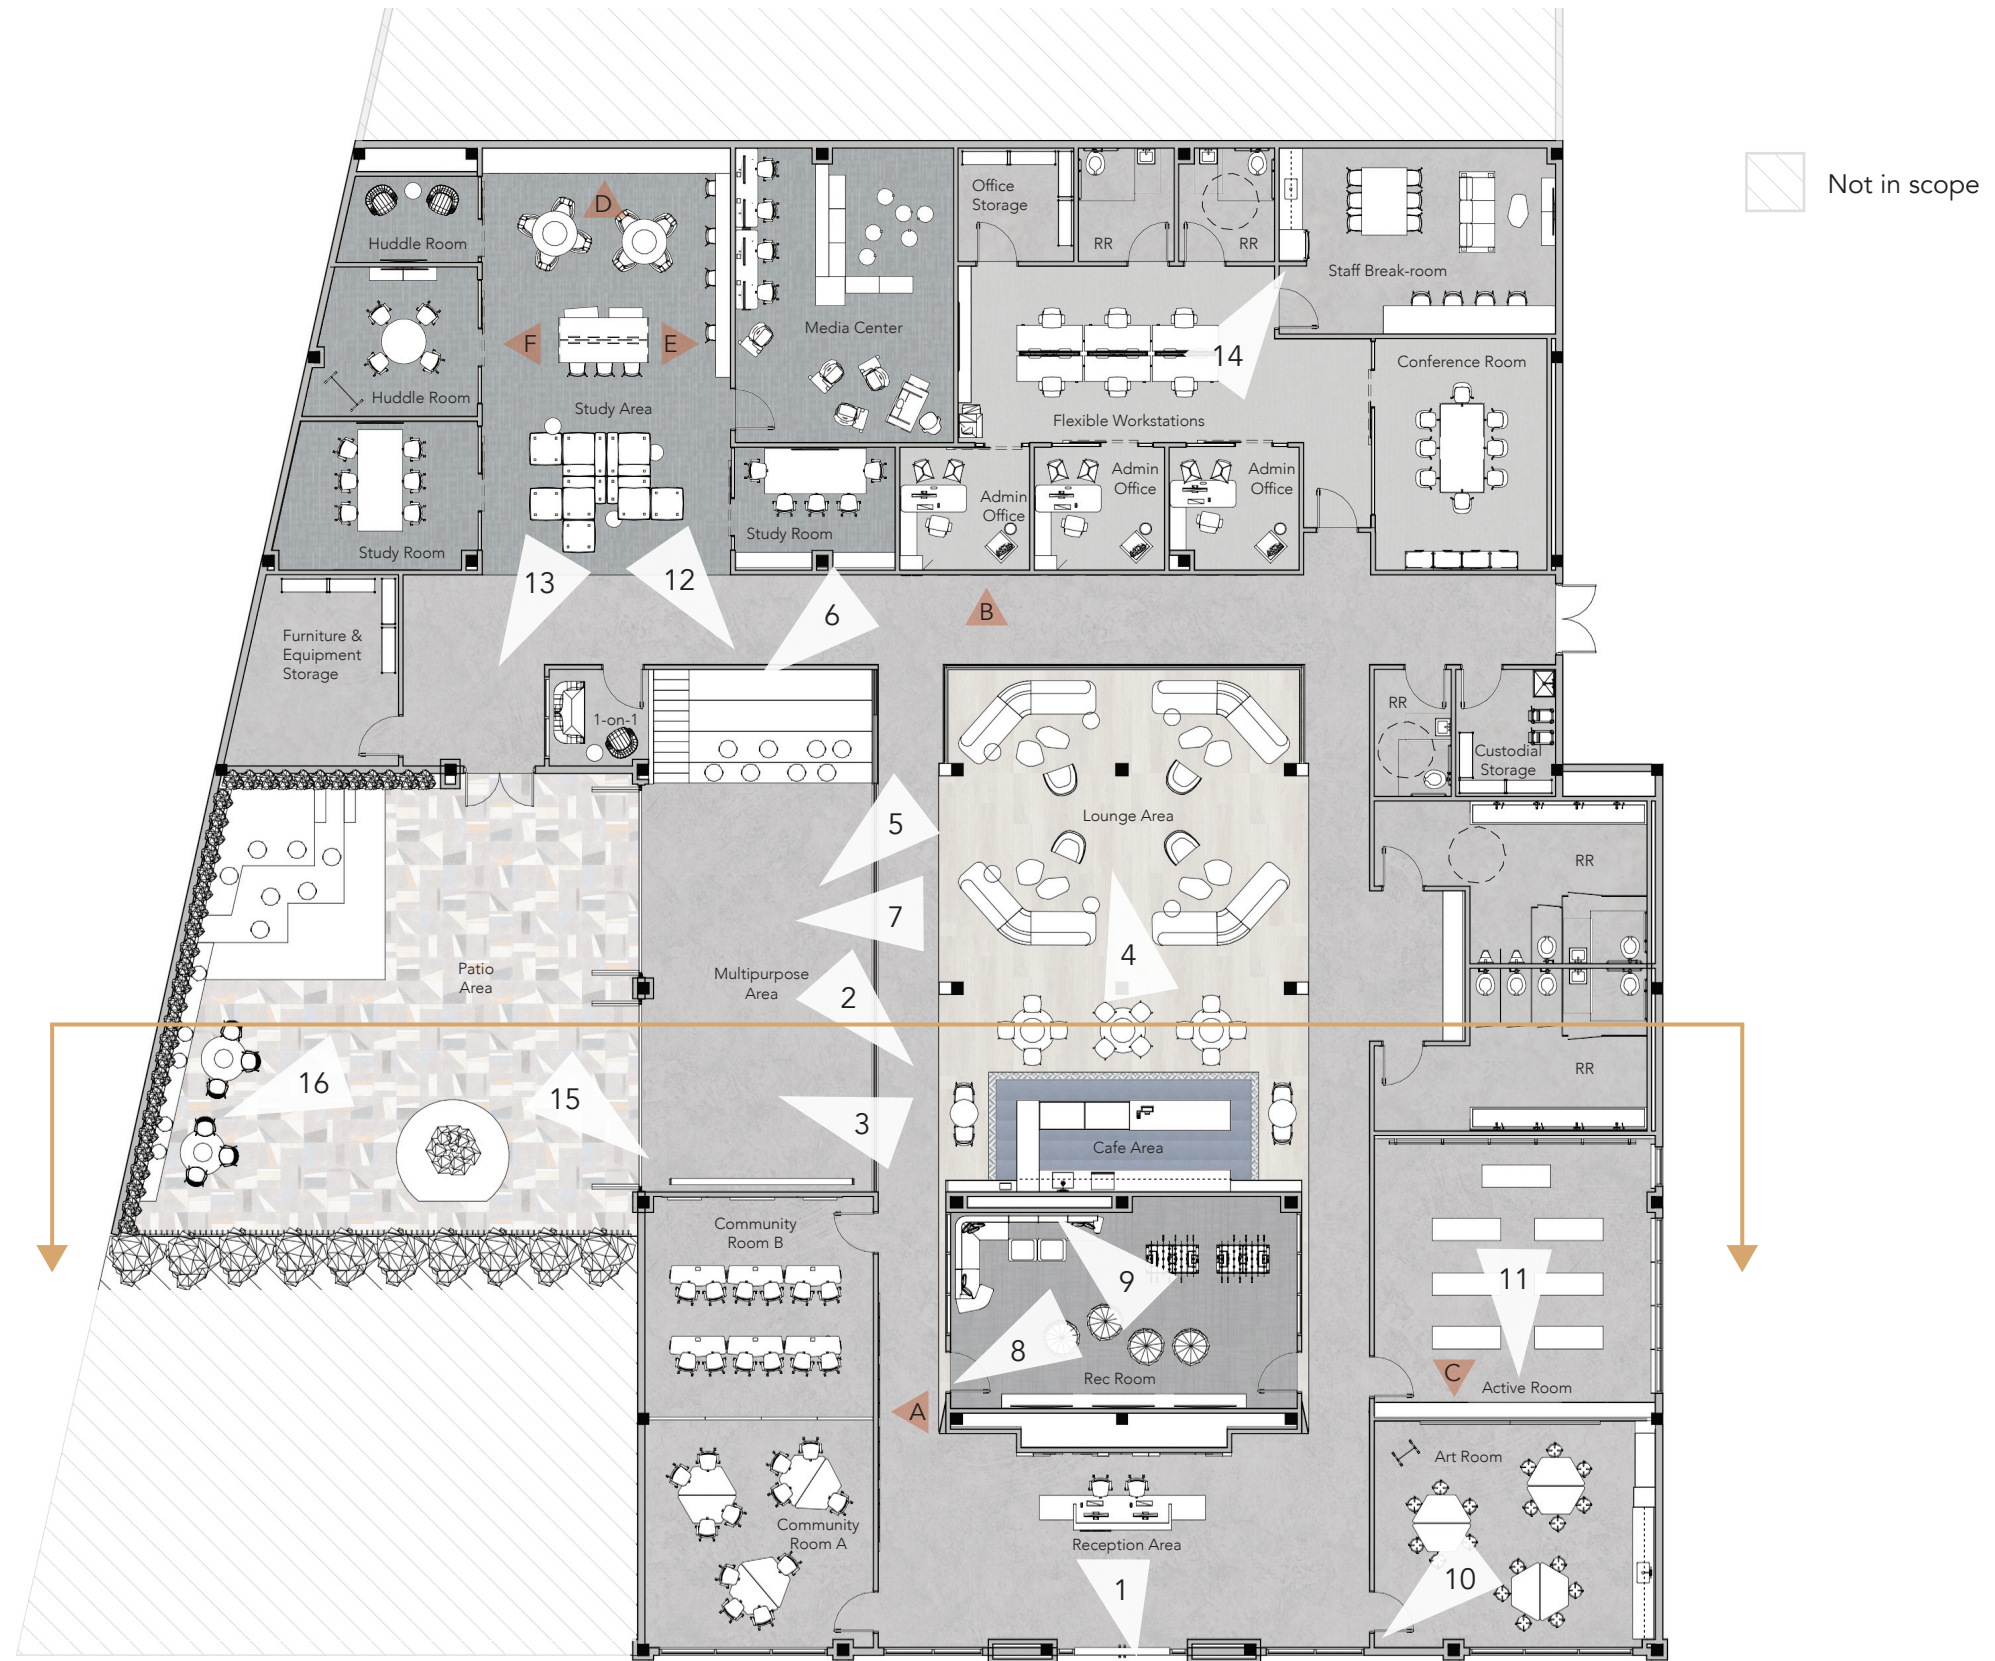 Not in scope
D
Office
Storage
RR
RR
Huddle Room
Staff Break-room
Media Center
F
E
14
Conference Room
Huddle Room
Study Area
Flexible Workstations
Admin
Office
Admin
Office
Admin
Office
Study Room
Study Room
13
12
6
B
Furniture &
Equipment
Storage
1-on-1
RR
Custodial
Storage
5
Lounge Area
RR
7
4
Patio
Area
Multipurpose
Area
2
16
15
3
RR
Cafe Area
Community
Room B
9
11
8
Rec Room
C
Active Room
A
Art Room
Community
Room A
Reception Area
1
10